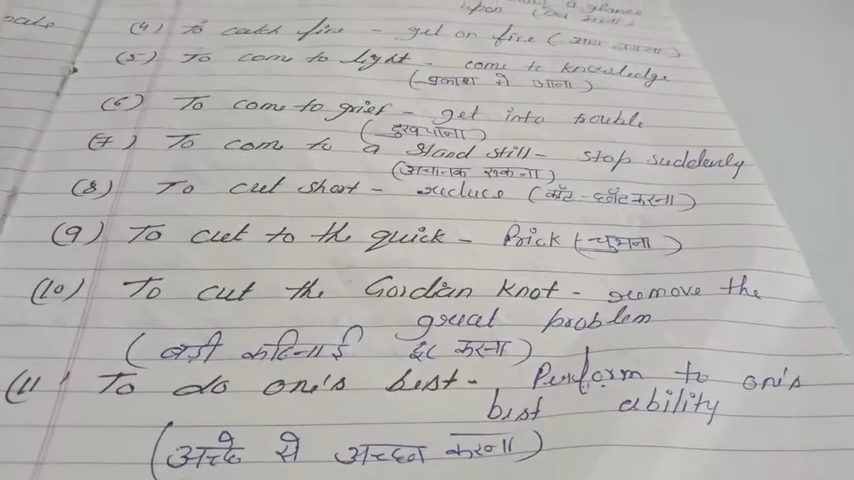 a glance
upon
(4) To catch fire - get on fire (
(5) To come to light - come to knowledge
(प्रकाश मे आना)
(6) To come to grief - get into trouble
(दुख पाना)
(7) To come to a stand still - stop suddenly
(अचानक रुकना)
(8) To cut short - reduce (काँट-छाँट करना)
(9) To cut to the quick - Prick (चुभना)
(10) To cut the Gordian knot - remove the
great problem
(बड़ी कठिनाई दूर करना)
(11) To do one's best - Perform to one's
best ability
(अच्छे से अच्छा करना)